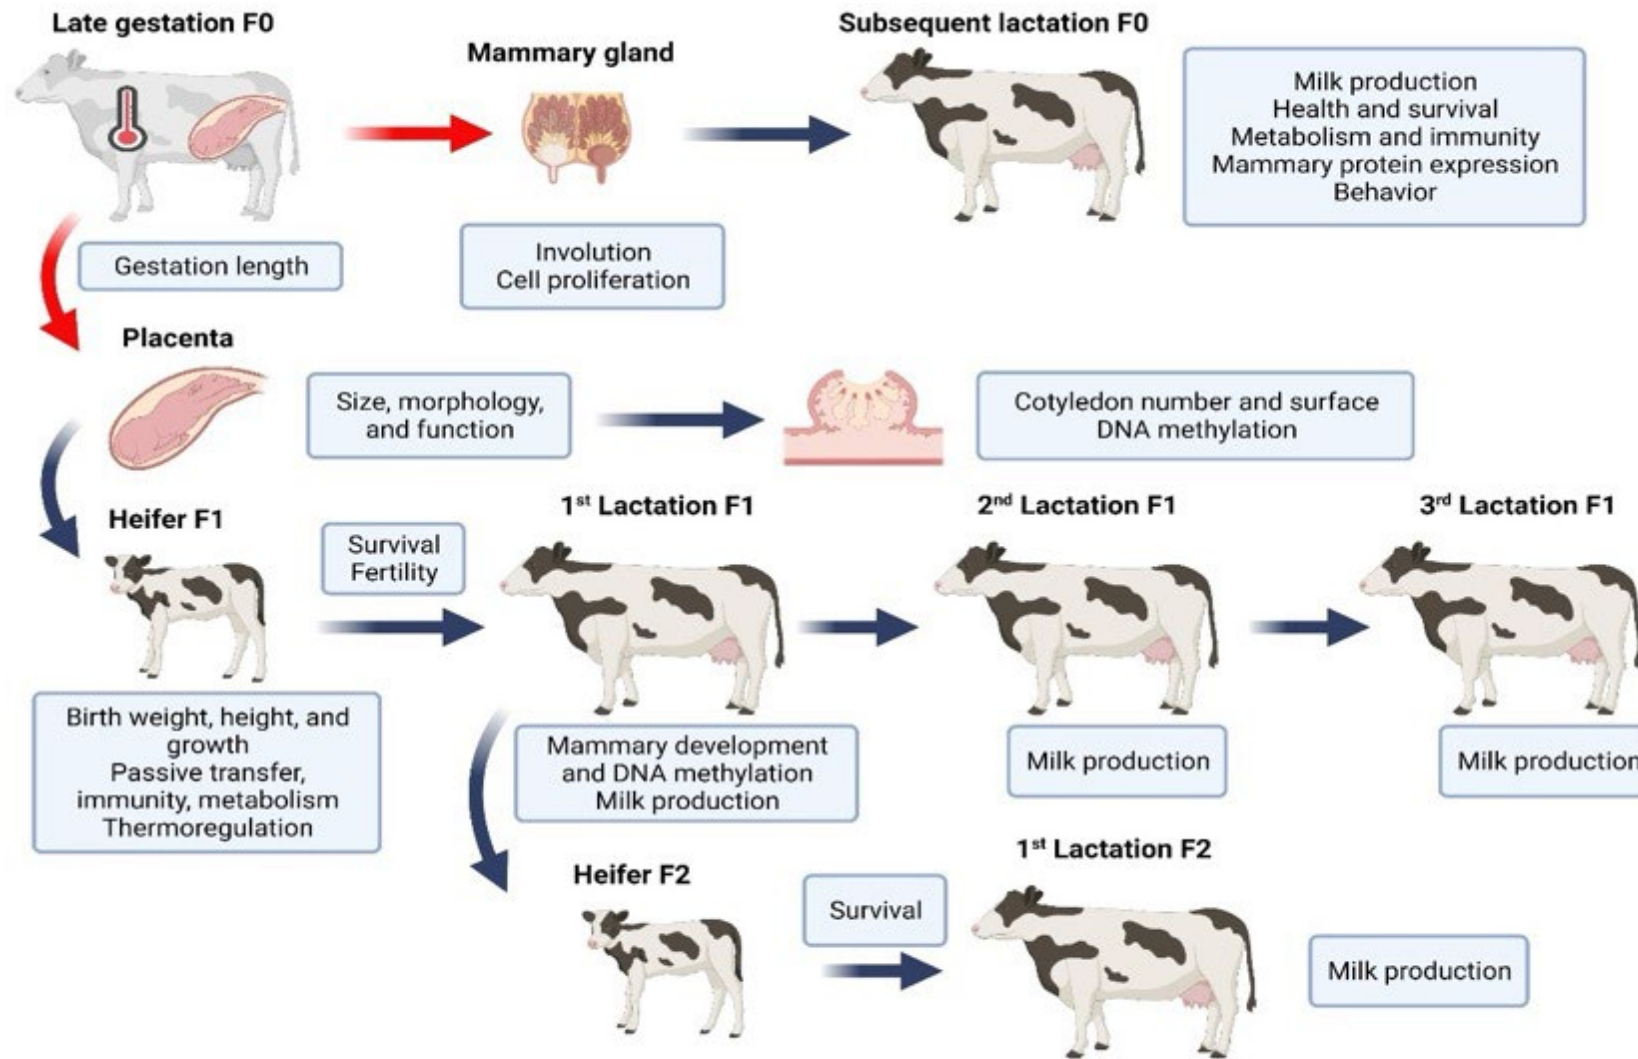 Late gestation F0
Mammary gland
Subsequent lactation F0
Milk production
Health and survival
Metabolism and immunity
Mammary protein expression
Behavior
Gestation length
Involution
Cell proliferation
Placenta
Size, morphology,
and function
Cotyledon number and surface
DNA methylation
Heifer F1
Survival
Fertility
1st Lactation F1
2nd Lactation F1
3rd Lactation F1
Birth weight, height, and
growth
Passive transfer,
immunity, metabolism
Thermoregulation
Mammary development
and DNA methylation
Milk production
Milk production
Milk production
Heifer F2
Survival
1st Lactation F2
Milk production